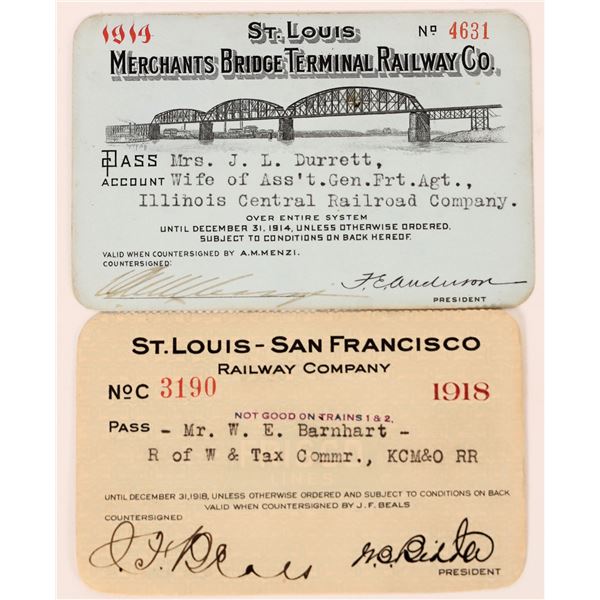 1914 ST. LOUIS No 4631
MERCHANTS BRIDGE TERMINAL RAILWAY CO.
PASS Mrs. J. L. Durrett,
ACCOUNT Wife of Ass't.Gen.Frt.Agt.,
Illinois Central Railroad Company.
OVER ENTIRE SYSTEM
UNTIL DECEMBER 31, 1914, UNLESS OTHERWISE ORDERED.
SUBJECT TO CONDITIONS ON BACK HEREOF.
VALID WHEN COUNTERSIGNED BY A.M.MENZI.
COUNTERSIGNED:
F. E. Anderson
PRESIDENT
ST. LOUIS - SAN FRANCISCO
RAILWAY COMPANY
No C 3190 1918
NOT GOOD ON TRAINS 1 & 2.
PASS - Mr. W. E. Barnhart -
R of W & Tax Commr., KCM&O RR
LINES
UNTIL DECEMBER 31, 1918, UNLESS OTHERWISE ORDERED AND SUBJECT TO CONDITIONS ON BACK
VALID WHEN COUNTERSIGNED BY J. F. BEALS
COUNTERSIGNED
J. F. Beals
PRESIDENT